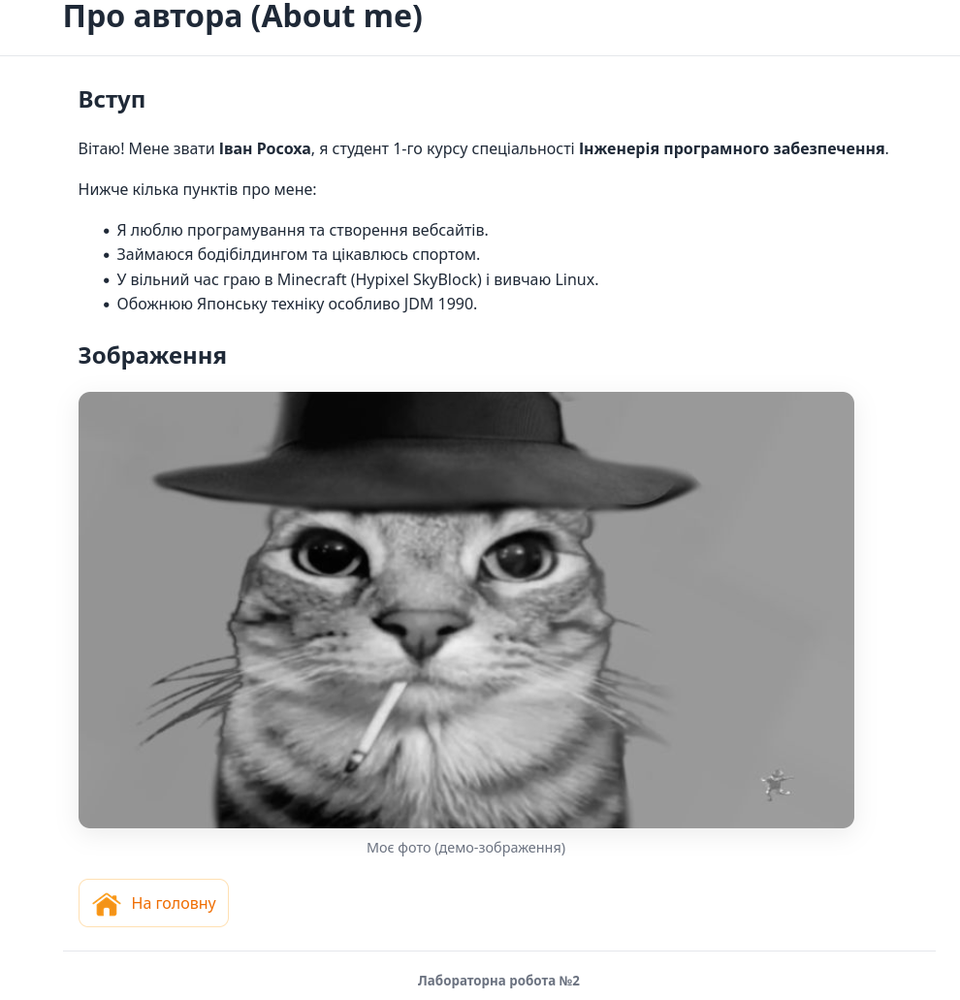 Про автора (About me)
Вступ
Вітаю! Мене звати Іван Росоха, я студент 1-го курсу спеціальності Інженерія програмного забезпечення.
Нижче кілька пунктів про мене:
• Я люблю програмування та створення вебсайтів.
• Займаюся бодібілдингом та цікавлюсь спортом.
• У вільний час граю в Minecraft (Hypixel SkyBlock) і вивчаю Linux.
• Обожнюю Японську техніку особливо JDM 1990.
Зображення
Моє фото (демо-зображення)
На головну
Лабораторна робота №2